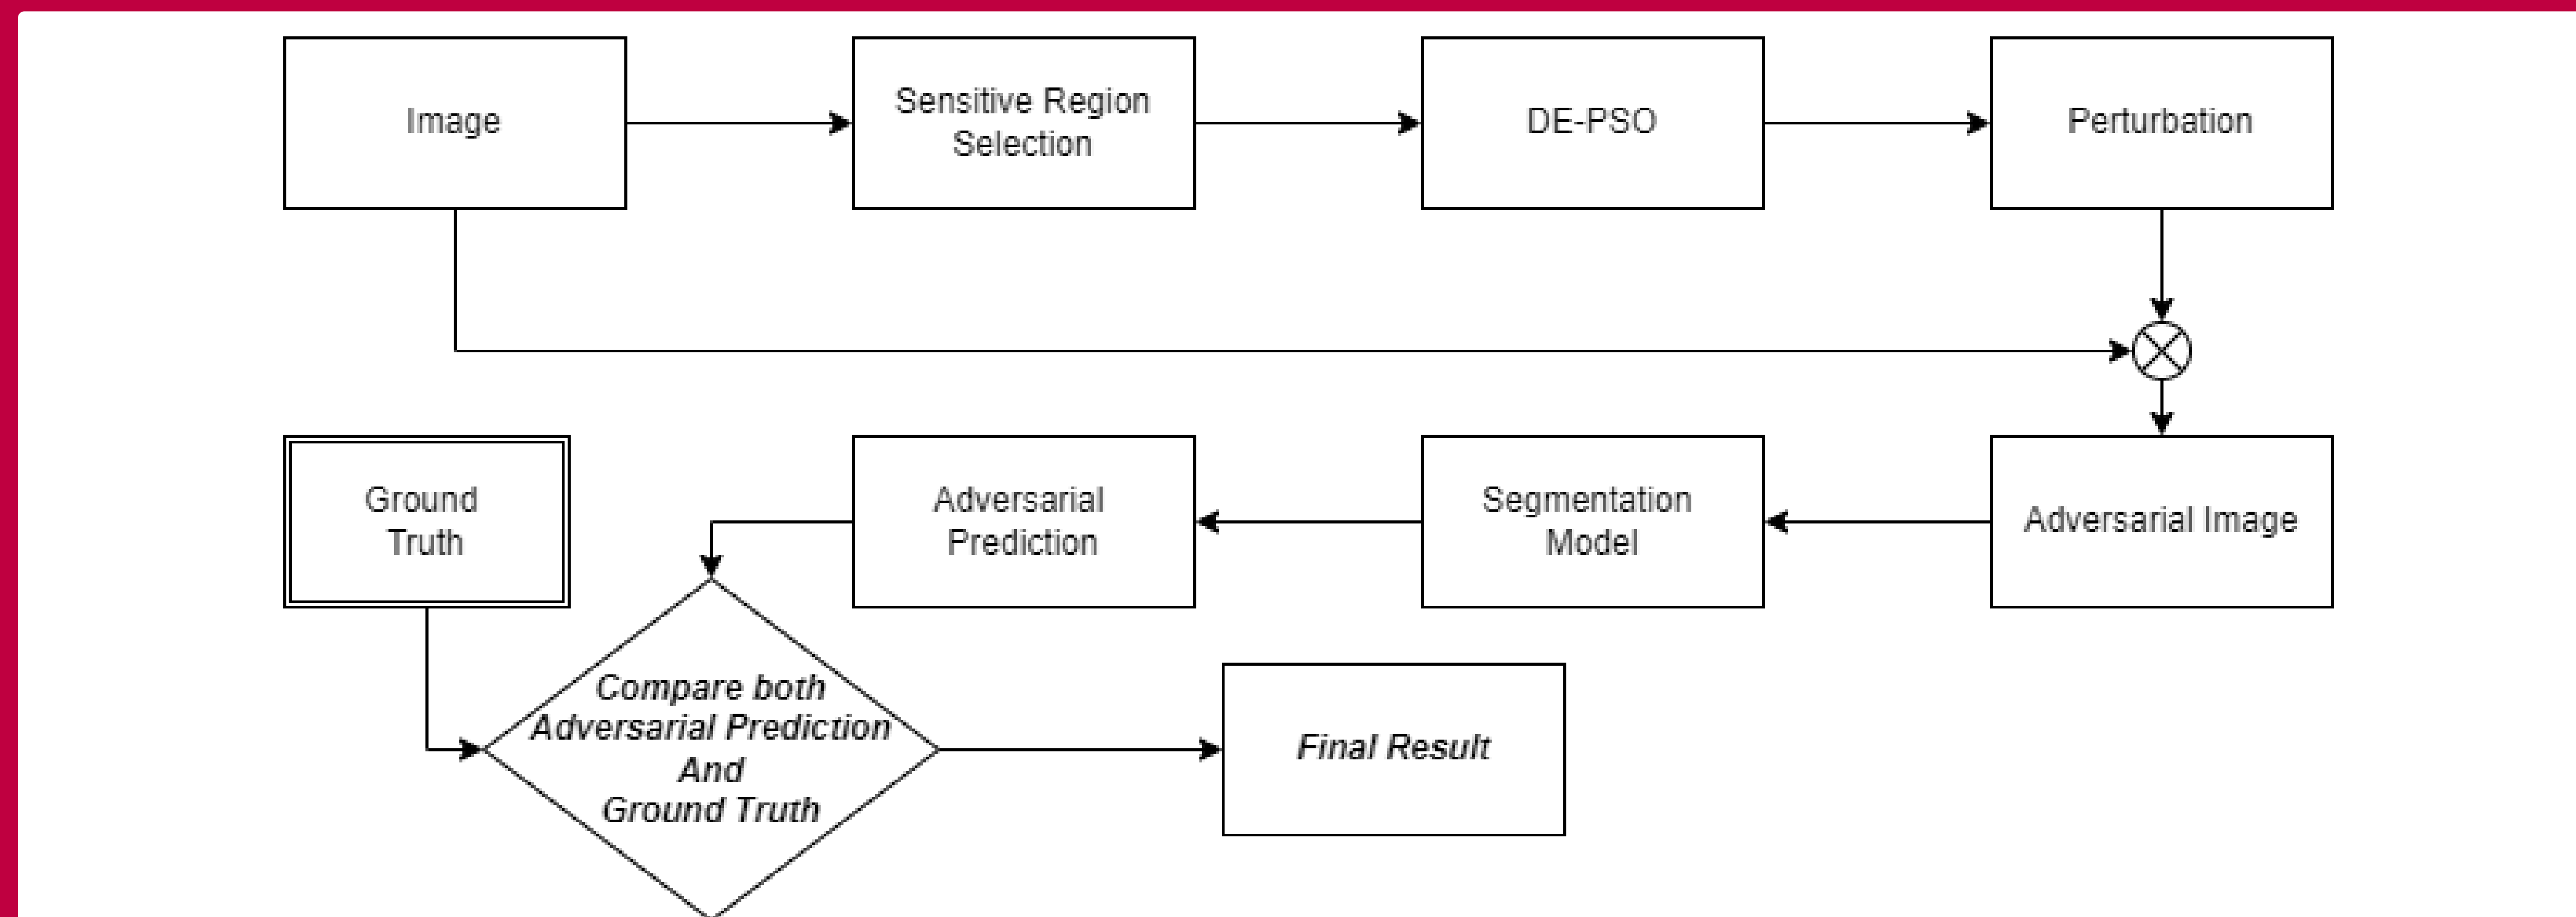 Image
Sensitive Region
Selection
DE-PSO
Perturbation
Ground
Truth
Adversarial
Prediction
Segmentation
Model
Adversarial Image
Compare both
Adversarial Prediction
And
Ground Truth
Final Result